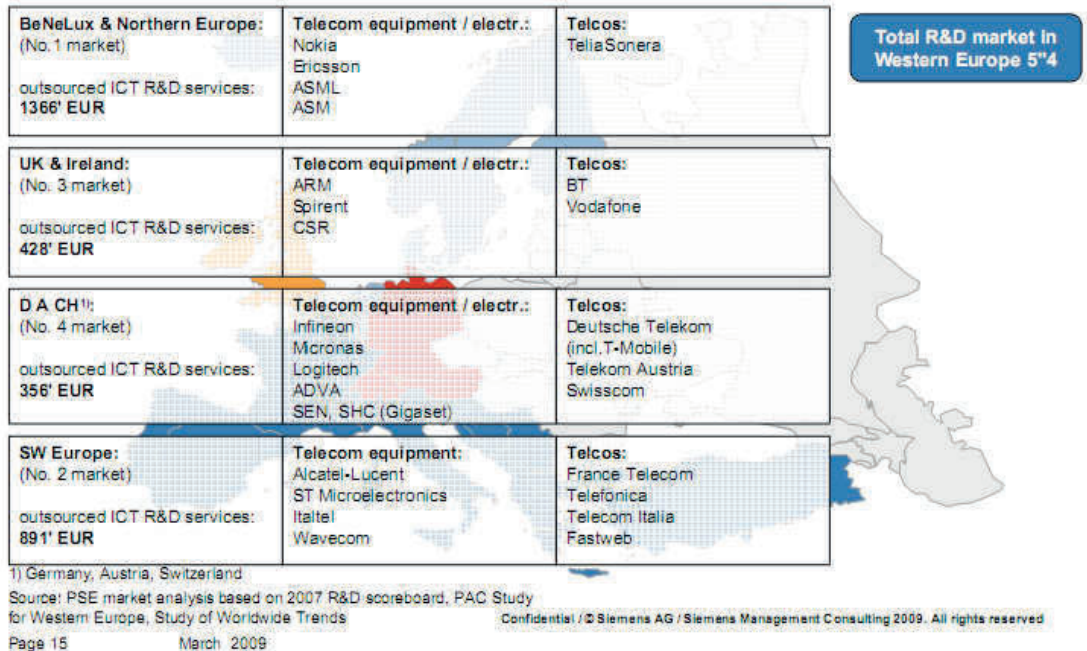 BeNeLux & Northern Europe:
(No.1 market)
outsourced ICT R&D services:
1366' EUR
Telecom equipment / electr.:
Nokia
Ericsson
ASML
ASM
Telcos:
TeliaSonera
Total R&D market in
Western Europe 5"4
UK & Ireland:
(No. 3 market)
outsourced ICT R&D services:
428' EUR
Telecom equipment / electr.:
ARM
Spirent
CSR
Telcos:
BT
Vodafone
D A CH¹⁾:
(No. 4 market)
outsourced ICT R&D services:
356' EUR
Telecom equipment / electr.:
Infineon
Micronas
Logitech
ADVA
SEN, SHC (Gigaset)
Telcos:
Deutsche Telekom
(incl.T-Mobile)
Telekom Austria
Swisscom
SW Europe:
(No. 2 market)
outsourced ICT R&D services:
891' EUR
Telecom equipment:
Alcatel-Lucent
ST Microelectronics
Italtel
Wavecom
Telcos:
France Telecom
Telefonica
Telecom Italia
Fastweb
1) Germany, Austria, Switzerland
Source: PSE market analysis based on 2007 R&D scoreboard, PAC Study
for Western Europe, Study of Worldwide Trends
Confidential / © Siemens AG / Siemens Management Consulting 2009. All rights reserved
Page 15 March 2009